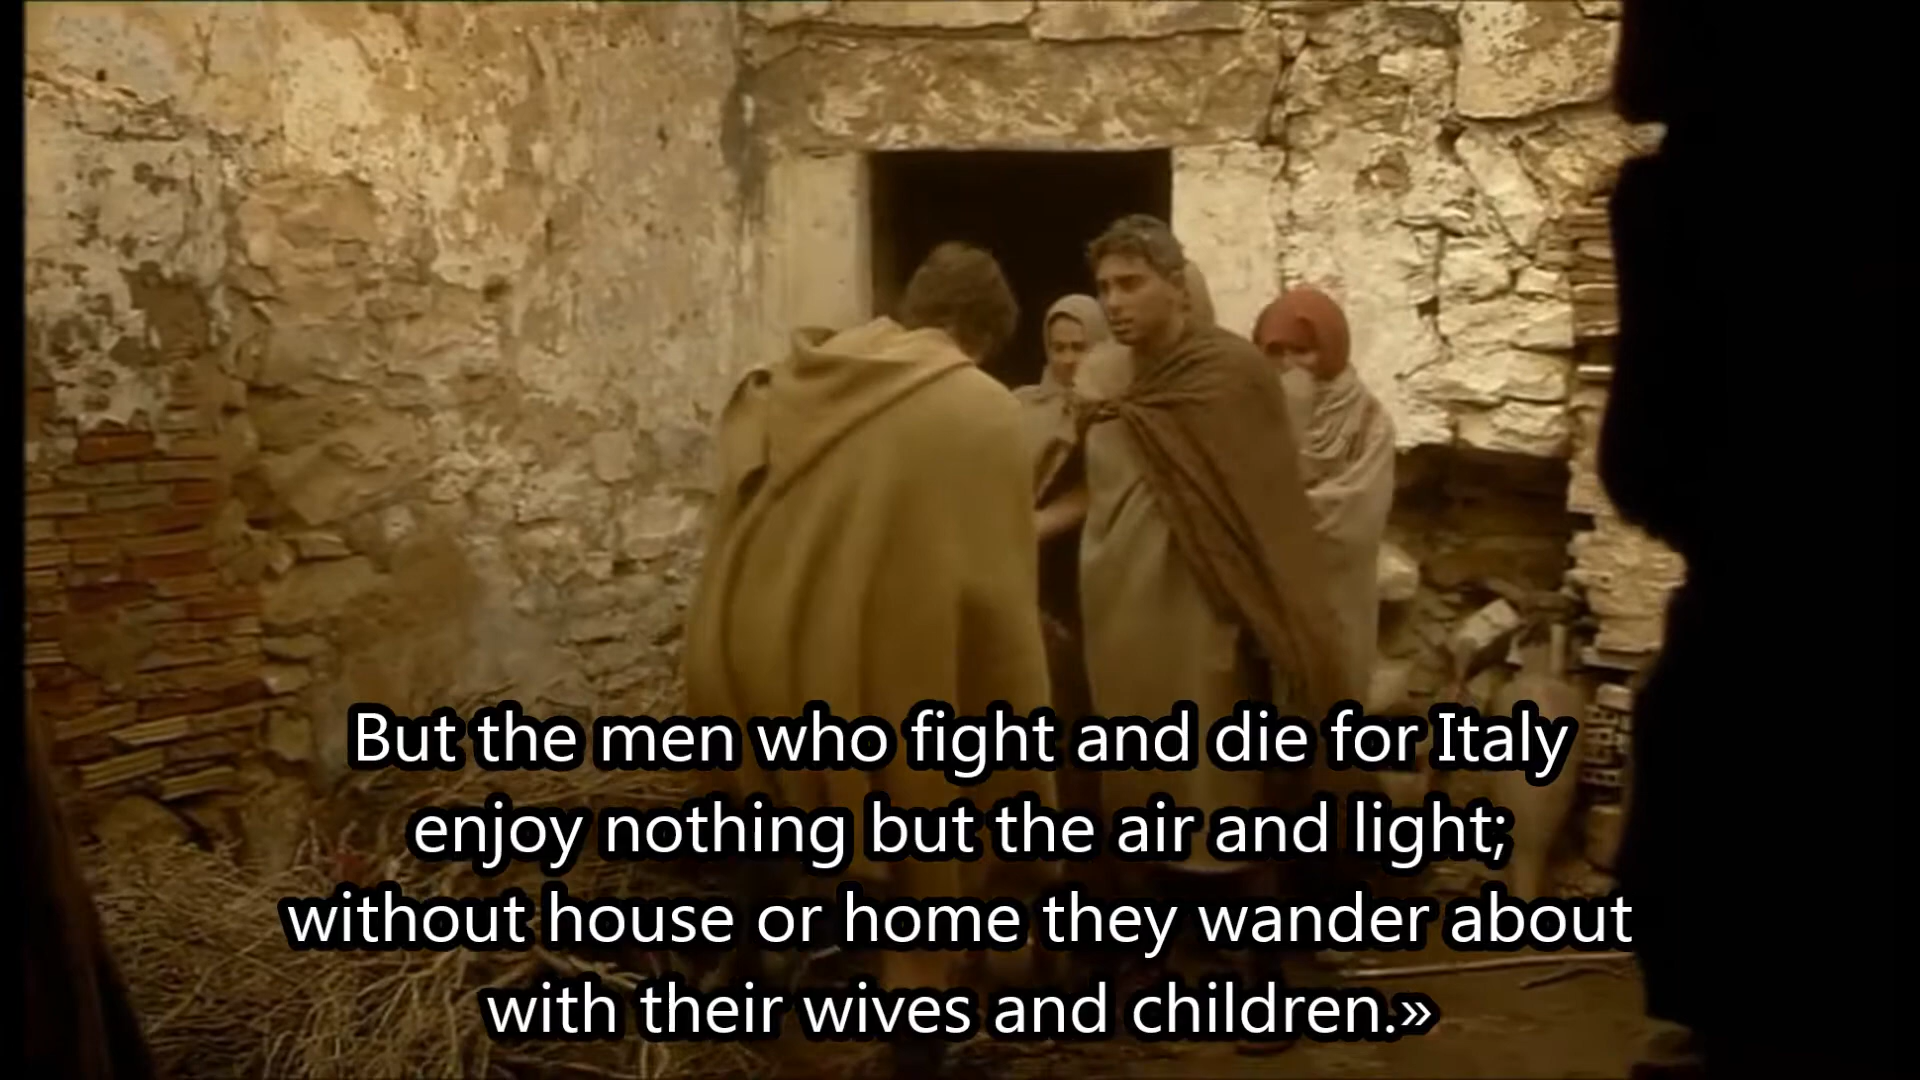 But the men who fight and die for Italy
enjoy nothing but the air and light;
without house or home they wander about
with their wives and children.»